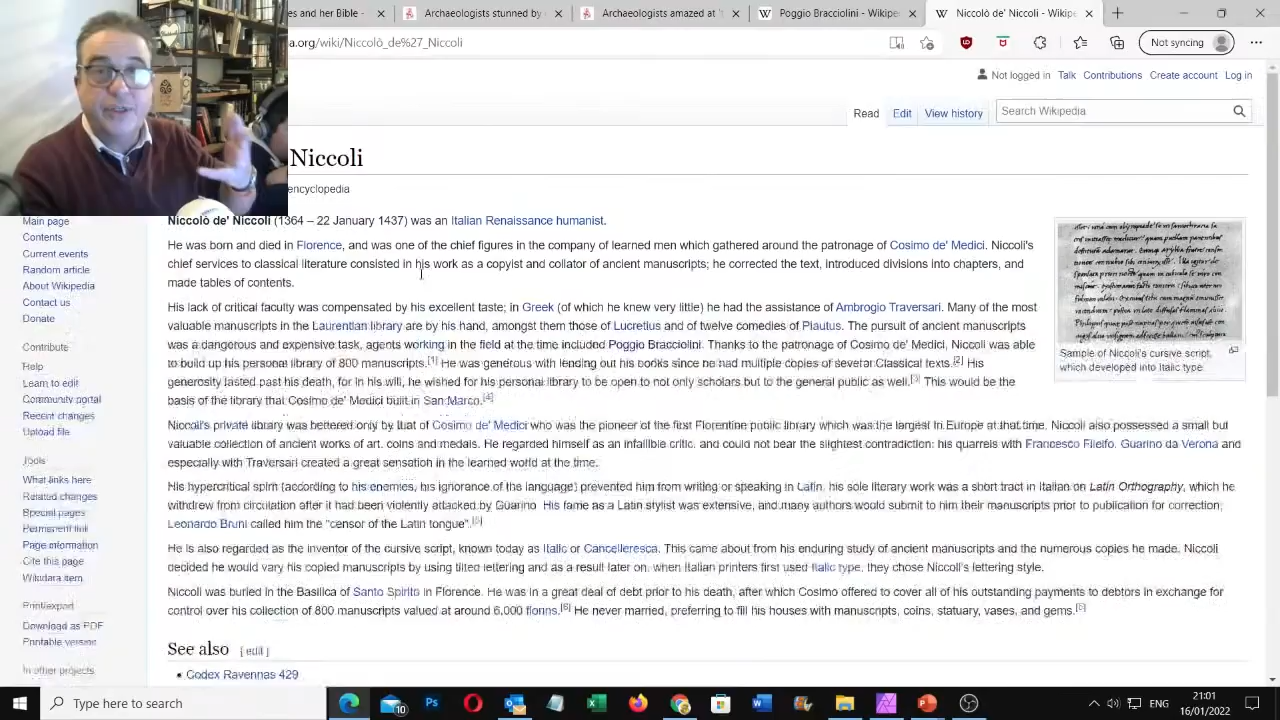 es and her Bible -
Archaeologists stunned by
Archaeologists amazed at
Poggio Bracciolini - Wikipe
Niccolò de' Niccoli - Wikipe
a.org/wiki/Niccolò_de%27_Niccoli
Not syncing
Not logged in Talk Contributions Create account Log in
Read Edit View history Search Wikipedia
Niccoli
encyclopedia
Main page
Contents
Current events
Random article
About Wikipedia
Contact us
Donate
Contribute
Help
Learn to edit
Community portal
Recent changes
Upload file
Tools
What links here
Related changes
Special pages
Permanent link
Page information
Cite this page
Wikidata item
Print/export
Download as PDF
Printable version
In other projects
Niccolò de' Niccoli (1364 – 22 January 1437) was an Italian Renaissance humanist.
He was born and died in Florence, and was one of the chief figures in the company of learned men which gathered around the patronage of Cosimo de' Medici. Niccoli's
chief services to classical literature consisted in his work as a copyist and collator of ancient manuscripts; he corrected the text, introduced divisions into chapters, and
made tables of contents.
His lack of critical faculty was compensated by his excellent taste; in Greek (of which he knew very little) he had the assistance of Ambrogio Traversari. Many of the most
valuable manuscripts in the Laurentian library are by his hand, amongst them those of Lucretius and of twelve comedies of Plautus. The pursuit of ancient manuscripts
was a dangerous and expensive task, agents working in the field at the time included Poggio Bracciolini. Thanks to the patronage of Cosimo de' Medici, Niccoli was able
to build up his personal library of 800 manuscripts.[1] He was generous with lending out his books since he had multiple copies of several Classical texts.[2] His
generosity lasted past his death, for in his will, he wished for his personal library to be open to not only scholars but to the general public as well.[3] This would be the
basis of the library that Cosimo de' Medici built in San Marco.[4]
Niccoli's private library was bettered only by that of Cosimo de' Medici who was the pioneer of the first Florentine public library which was the largest in Europe at that time. Niccoli also possessed a small but
valuable collection of ancient works of art, coins and medals. He regarded himself as an infallible critic, and could not bear the slightest contradiction; his quarrels with Francesco Filelfo, Guarino da Verona and
especially with Traversari created a great sensation in the learned world at the time.
His hypercritical spirit (according to his enemies, his ignorance of the language) prevented him from writing or speaking in Latin, his sole literary work was a short tract in Italian on Latin Orthography, which he
withdrew from circulation after it had been violently attacked by Guarino. His fame as a Latin stylist was extensive, and many authors would submit to him their manuscripts prior to publication for correction;
Leonardo Bruni called him the "censor of the Latin tongue".[5]
He is also regarded as the inventor of the cursive script, known today as Italic or Cancelleresca. This came about from his enduring study of ancient manuscripts and the numerous copies he made. Niccoli
decided he would vary his copied manuscripts by using tilted lettering and as a result later on, when Italian printers first used Italic type, they chose Niccoli's lettering style.
Niccoli was buried in the Basilica of Santo Spirito in Florence. He was in a great deal of debt prior to his death, after which Cosimo offered to cover all of his outstanding payments to debtors in exchange for
control over his collection of 800 manuscripts valued at around 6,000 florins.[6] He never married, preferring to fill his houses with manuscripts, coins, statuary, vases, and gems.[6]
Sample of Niccoli's cursive script,
which developed into Italic type.
See also [ edit ]
Codex Ravennas 429
Type here to search
10
ENG
21:01
16/01/2022